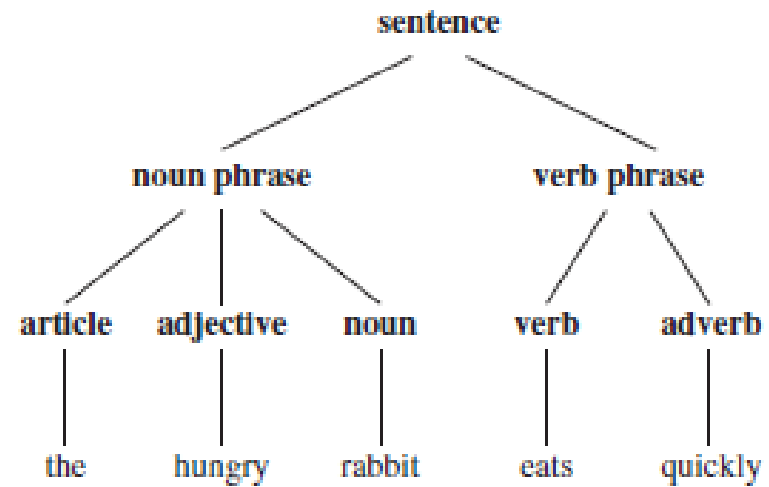 sentence
noun phrase verb phrase
article adjective noun verb adverb
the hungry rabbit eats quickly